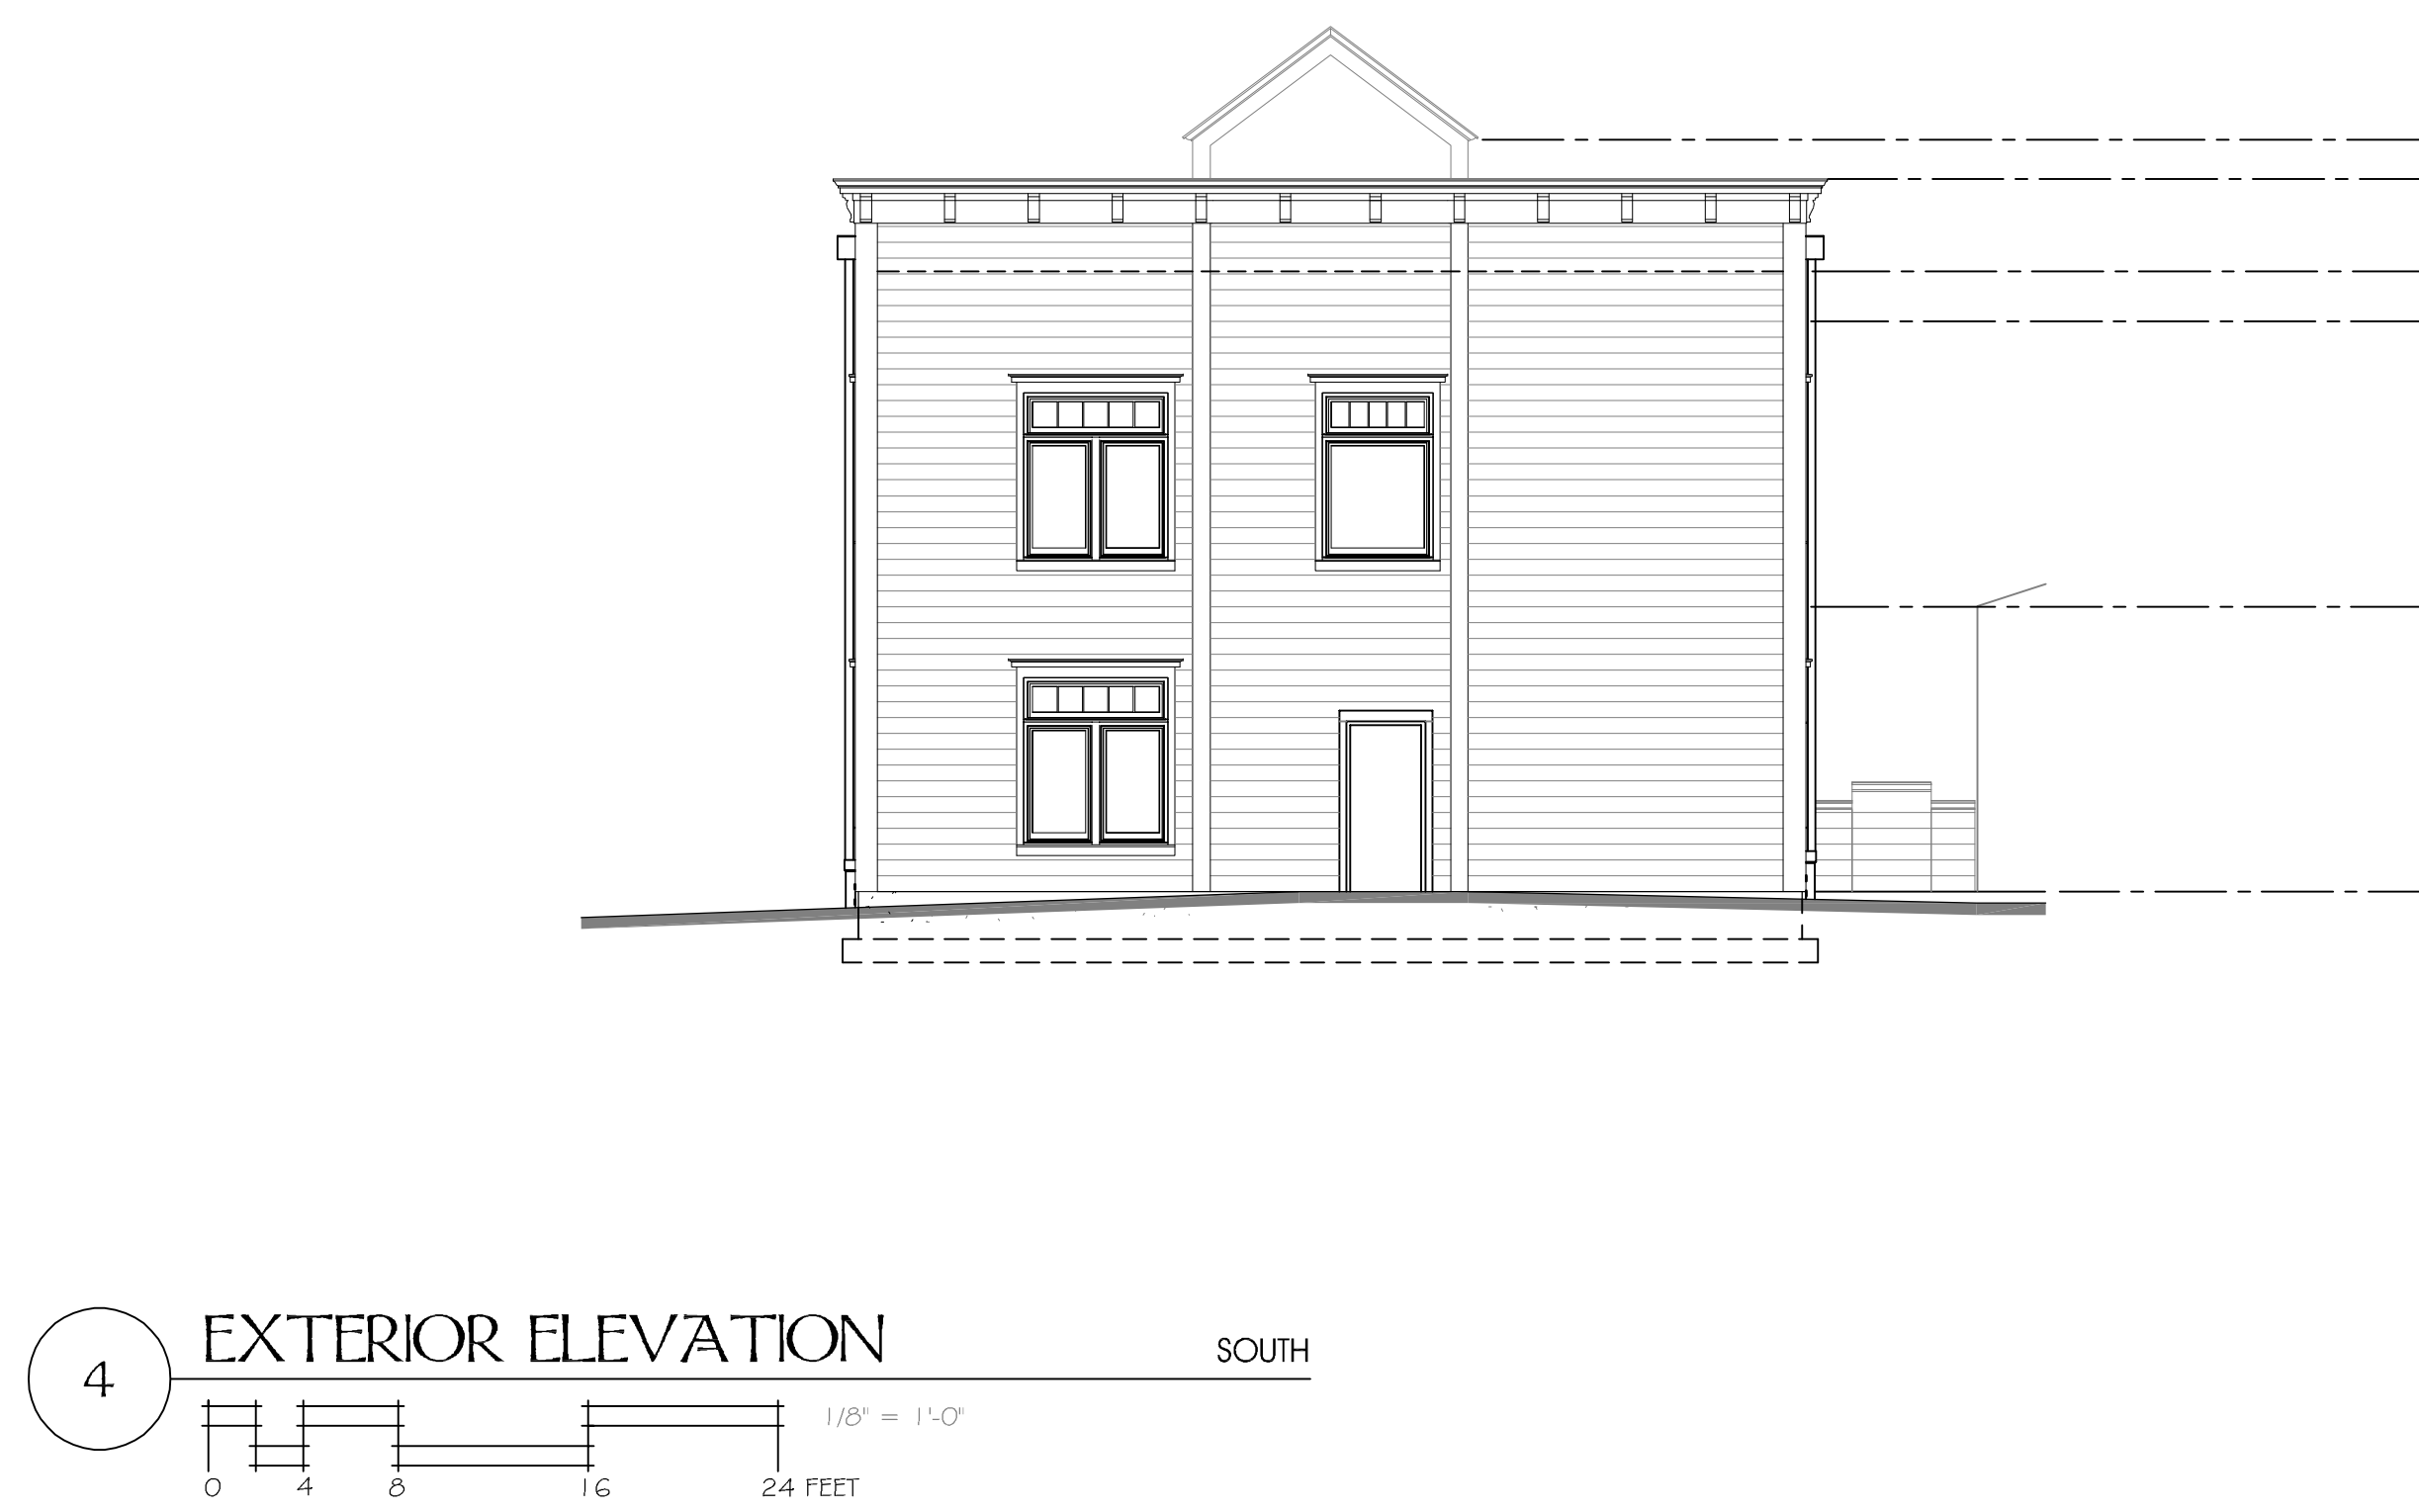 4
EXTERIOR ELEVATION SOUTH
1/8" = 1'-0"
0 4 8 16 24 FEET